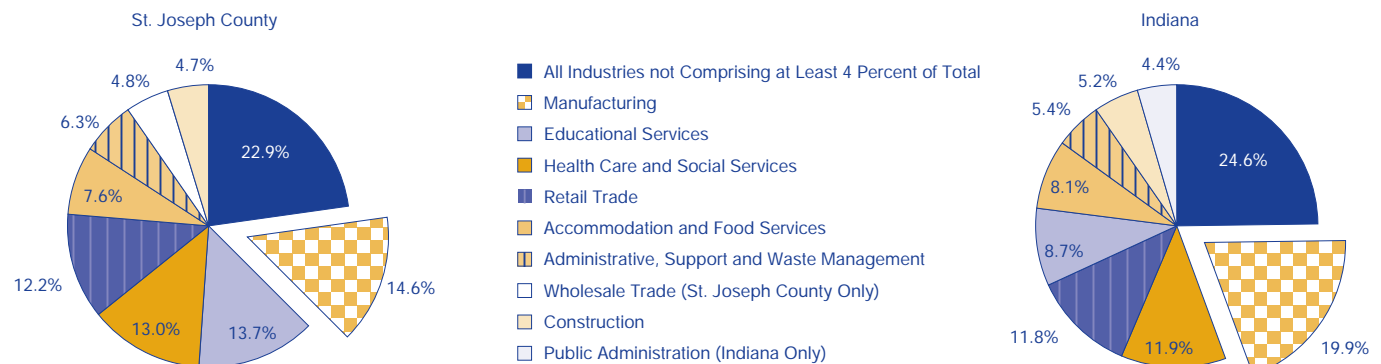 St. Joseph County
4.7%
4.8%
6.3%
7.6%
12.2%
13.0%
13.7%
14.6%
22.9%
All Industries not Comprising at Least 4 Percent of Total
Manufacturing
Educational Services
Health Care and Social Services
Retail Trade
Accommodation and Food Services
Administrative, Support and Waste Management
Wholesale Trade (St. Joseph County Only)
Construction
Public Administration (Indiana Only)
Indiana
4.4%
5.2%
5.4%
8.1%
8.7%
11.8%
11.9%
19.9%
24.6%